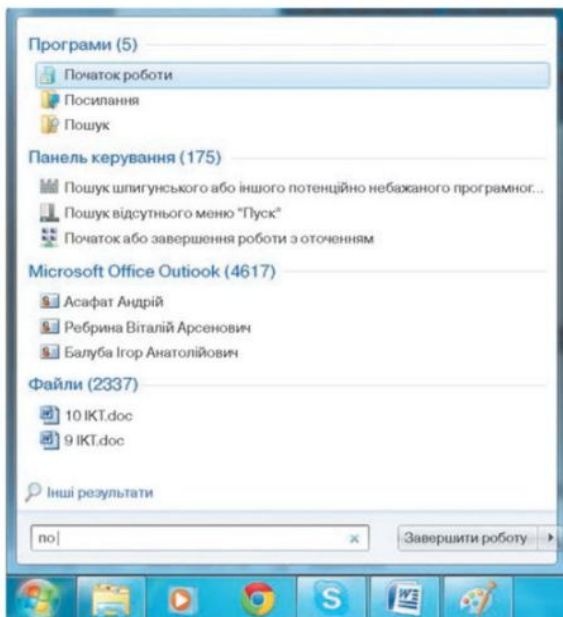 Програми (5)
Початок роботи
Посилання
Пошук
Панель керування (175)
Пошук шпигунського або іншого потенційно небажаного програмног...
Пошук відсутнього меню "Пуск"
Початок або завершення роботи з оточенням
Microsoft Office Outiook (4617)
Асафат Андрій
Ребрина Віталій Арсенович
Балуба Ігор Анатолійович
Файли (2337)
10 ІКТ.doc
9 ІКТ.doc
Інші результати
по
Завершити роботу